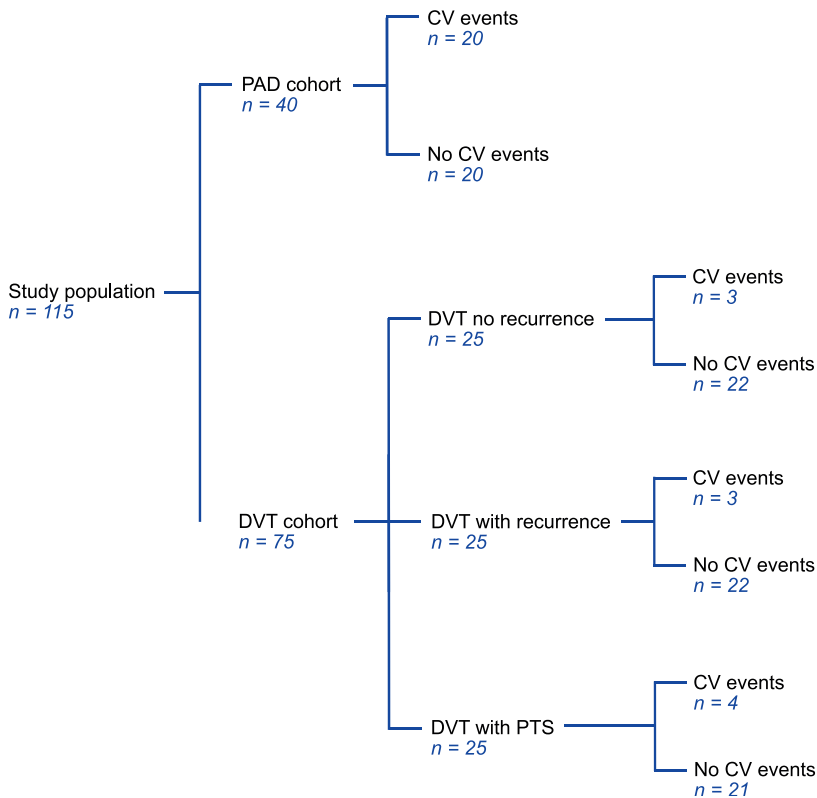 CV events
n = 20
PAD cohort
n = 40
No CV events
n = 20
Study population
n = 115
CV events
n = 3
DVT no recurrence
n = 25
No CV events
n = 22
CV events
n = 3
DVT cohort
n = 75
DVT with recurrence
n = 25
No CV events
n = 22
CV events
n = 4
DVT with PTS
n = 25
No CV events
n = 21